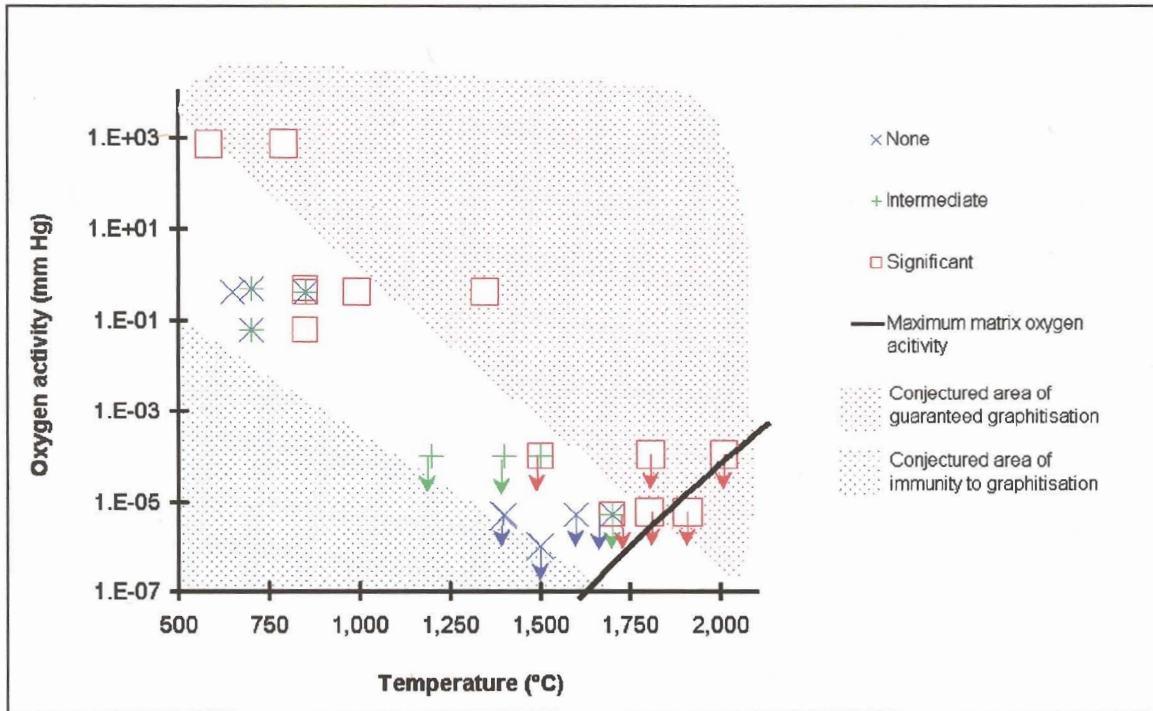 1.E+03
1.E+01
1.E-01
1.E-03
1.E-05
1.E-07
Oxygen activity (mm Hg)
500 750 1,000 1,250 1,500 1,750 2,000
Temperature (°C)
None
Intermediate
Significant
Maximum matrix oxygen
acitivity
Conjectured area of
guaranteed graphitisation
Conjectured area of
immunity to graphitisation